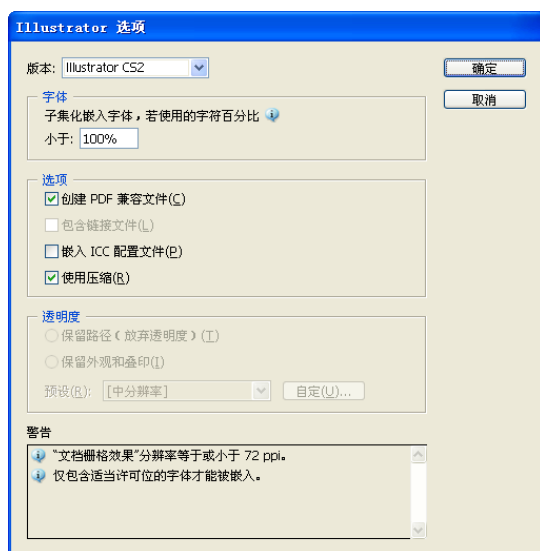 Illustrator 选项
版本: Illustrator CS2
确定
取消
字体
子集化嵌入字体，若使用的字符百分比
小于: 100%
选项
创建 PDF 兼容文件(C)
包含链接文件(L)
嵌入 ICC 配置文件(P)
使用压缩(R)
透明度
保留路径（放弃透明度）(T)
保留外观和叠印(I)
预设(R): [中分辨率] 自定(U)...
警告
“文档栅格效果”分辨率等于或小于 72 ppi。
仅包含适当许可位的字体才能被嵌入。